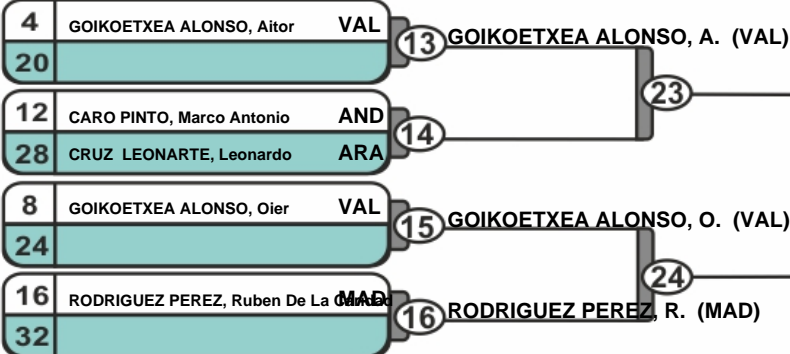 4 GOIKOETXEA ALONSO, Aitor VAL
20
13 GOIKOETXEA ALONSO, A. (VAL)
23
12 CARO PINTO, Marco Antonio AND
28 CRUZ LEONARTE, Leonardo ARA
14
8 GOIKOETXEA ALONSO, Oier VAL
24
15 GOIKOETXEA ALONSO, O. (VAL)
24
16 RODRIGUEZ PEREZ, Ruben De La MAD
32
16 RODRIGUEZ PEREZ, R. (MAD)